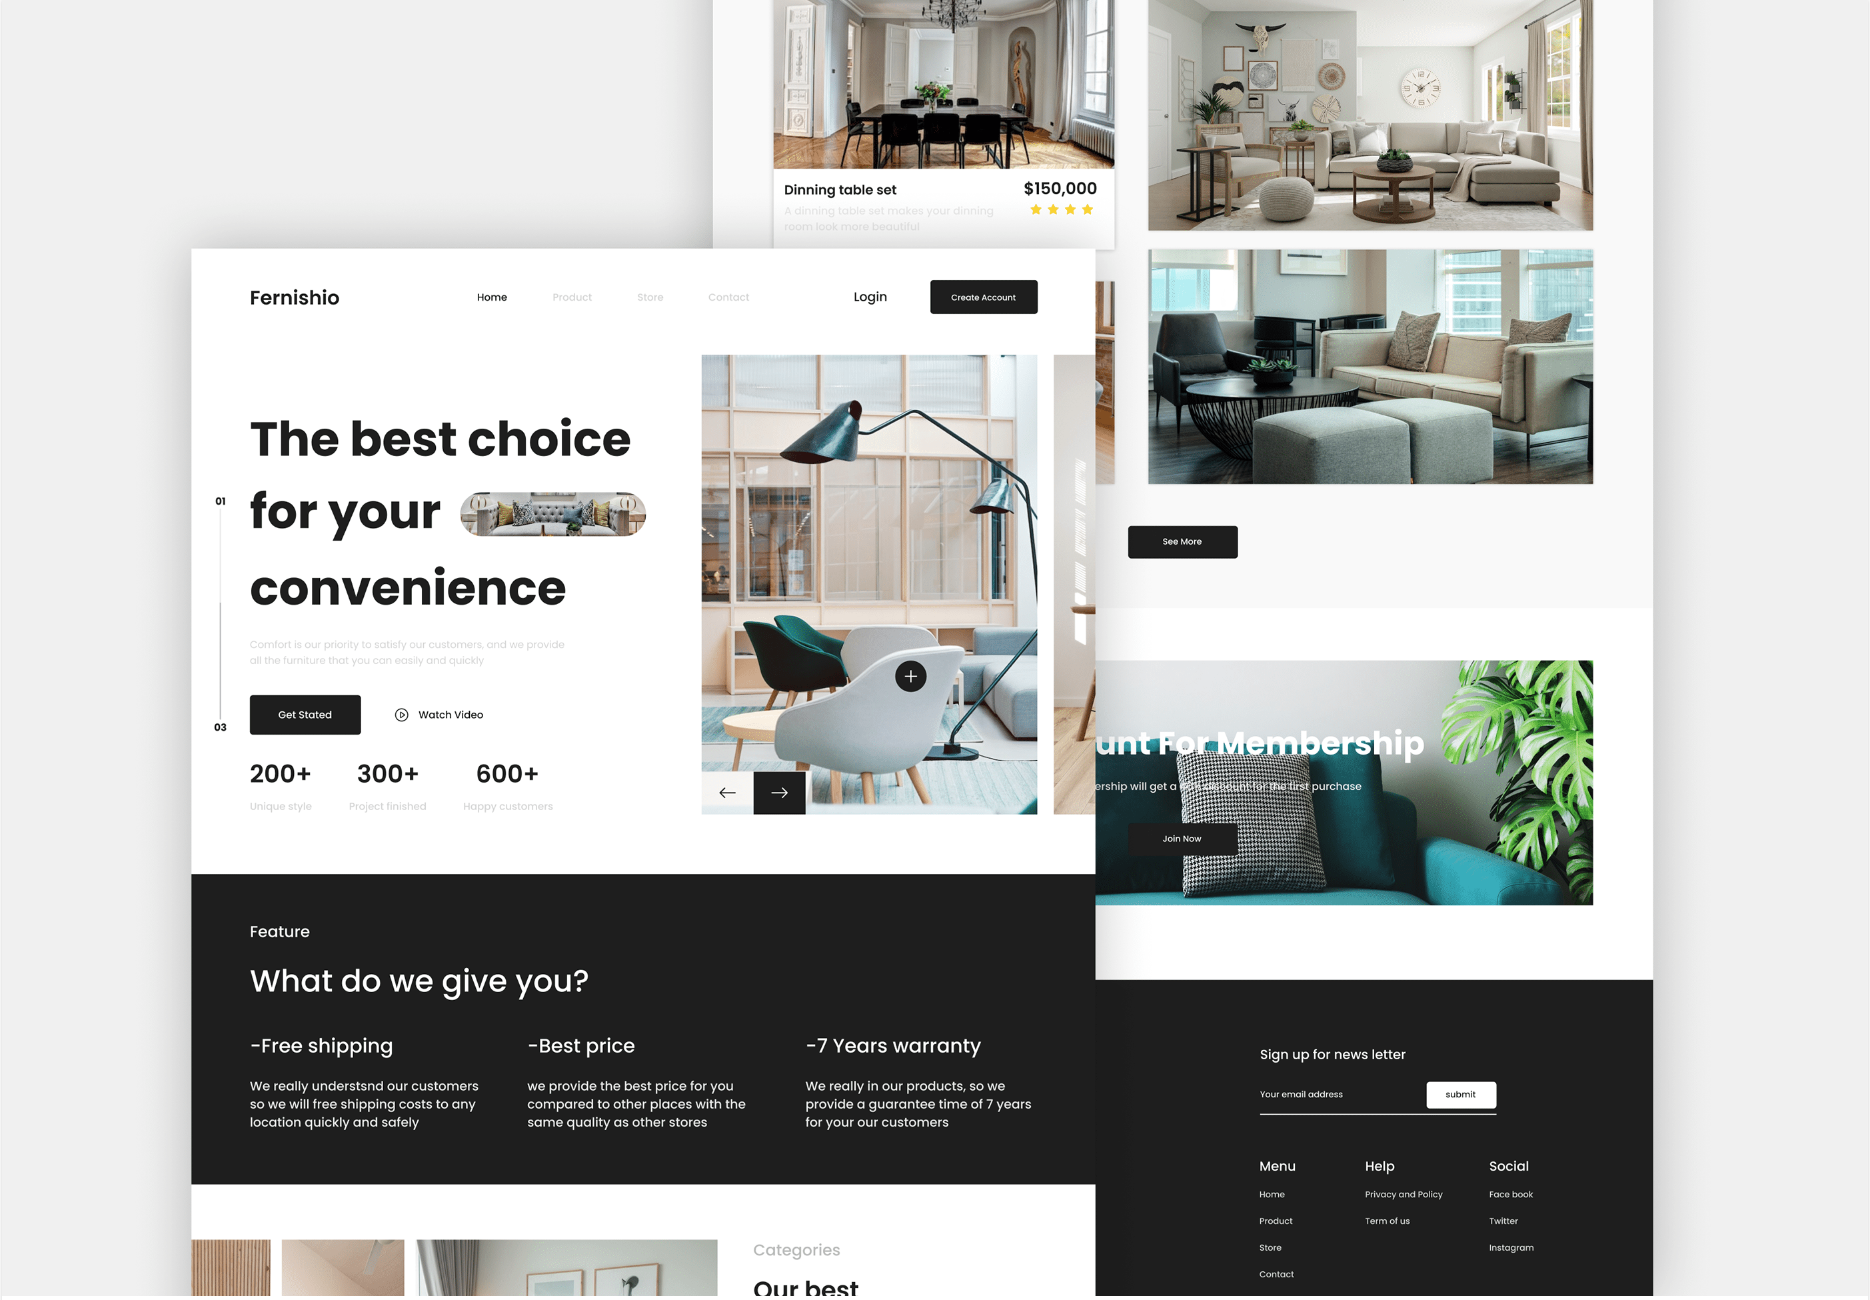 Dinning table set
$150,000
A dinning table set makes your dinning
room look more beautiful
See More
unt For Membership
ership will get a discount for the first purchase
Join Now
Sign up for news letter
Your email address
submit
Menu
Help
Social
Home
Privacy and Policy
Face book
Product
Term of us
Twitter
Store
Instagram
Contact
Fernishio
Home
Product
Store
Contact
Login
Create Account
The best choice
for your
convenience
01
03
Comfort is our priority to satisfy our customers, and we provide
all the furniture that you can easily and quickly
Get Stated
Watch Video
200+
300+
600+
Unique style
Project finished
Happy customers
Feature
What do we give you?
-Free shipping
We really understsnd our customers
so we will free shipping costs to any
location quickly and safely
-Best price
we provide the best price for you
compared to other places with the
same quality as other stores
-7 Years warranty
We really in our products, so we
provide a guarantee time of 7 years
for your our customers
Categories
Our best